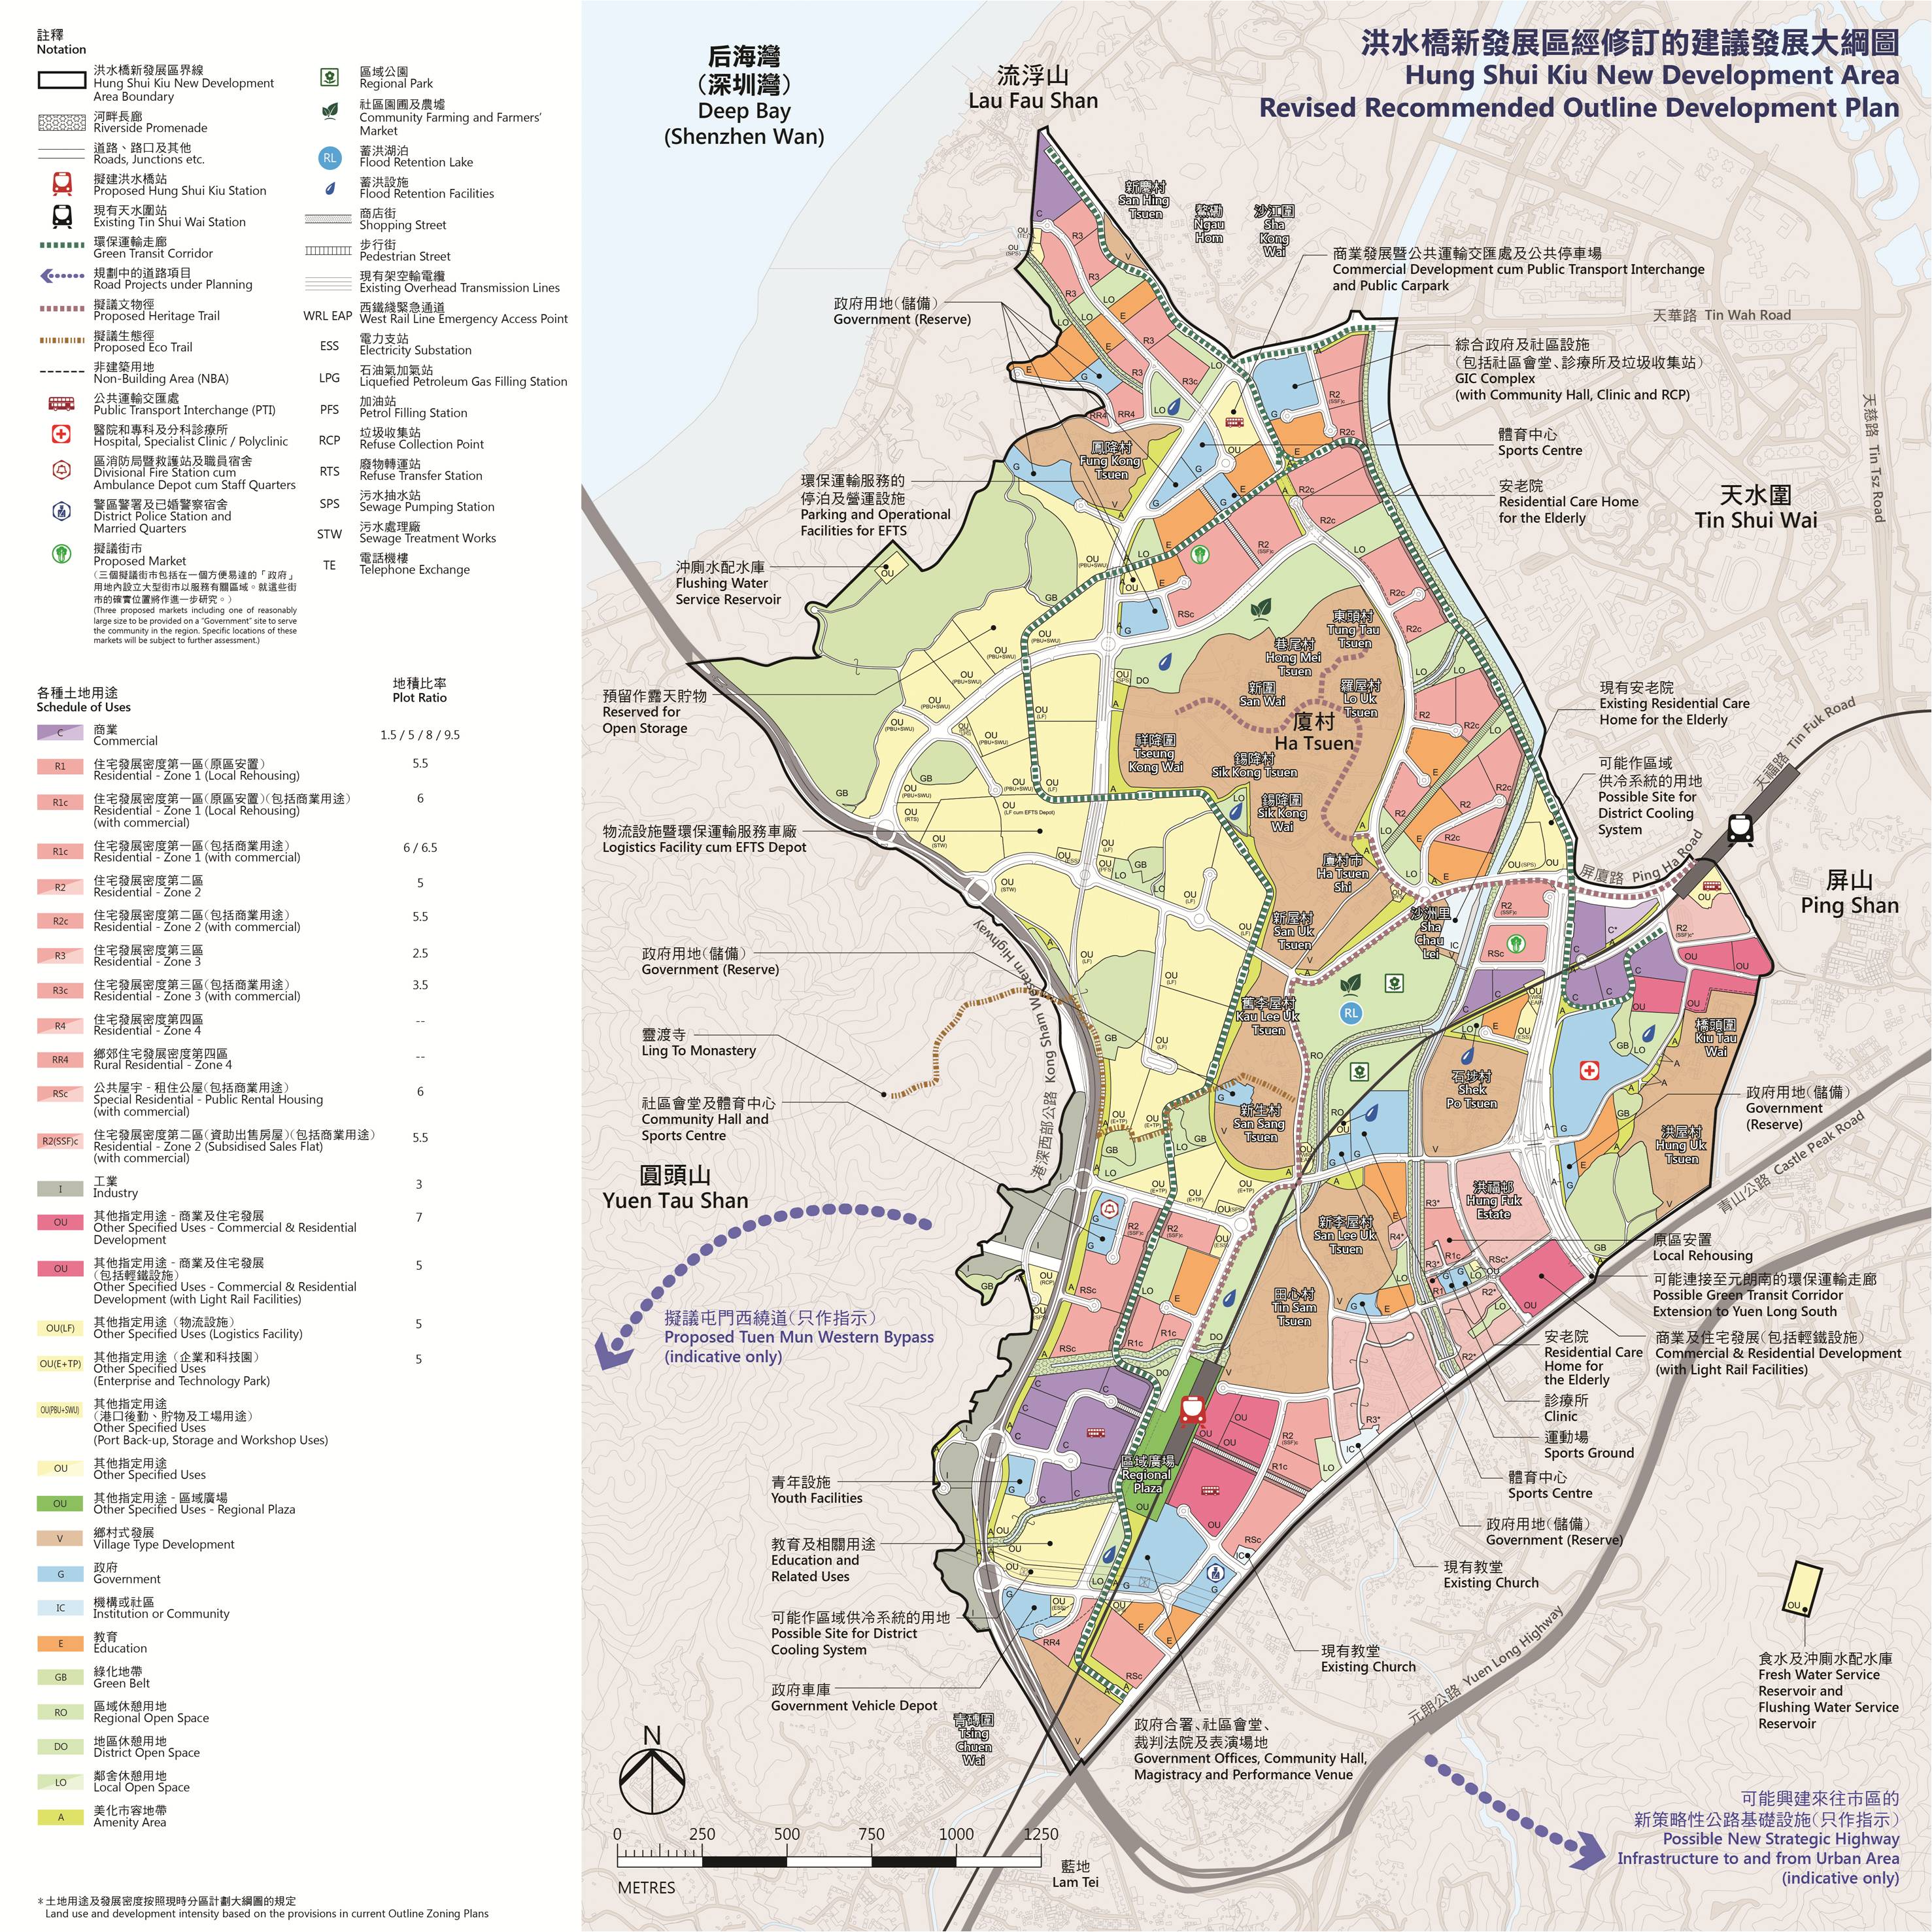 註釋
Notation
洪水橋新發展區界線
Hung Shui Kiu New Development
Area Boundary
河畔長廊
Riverside Promenade
道路、路口及其他
Roads, Junctions etc.
擬建洪水橋站
Proposed Hung Shui Kiu Station
現有天水圍站
Existing Tin Shui Wai Station
環保運輸走廊
Green Transit Corridor
規劃中的道路項目
Road Projects under Planning
擬議文物徑
Proposed Heritage Trail
擬議生態徑
Proposed Eco Trail
非建築用地
Non-Building Area (NBA)
公共運輸交匯處
Public Transport Interchange (PTI)
醫院和專科及分科診療所
Hospital, Specialist Clinic / Polyclinic
區消防局暨救護站及職員宿舍
Divisional Fire Station cum
Ambulance Depot cum Staff Quarters
警區警署及已婚警察宿舍
District Police Station and
Married Quarters
擬議街市
Proposed Market
(三個擬議街市包括在一個方便易達的「政府」
用地內設立大型街市以服務有關區域。就這些街
市的確實位置將作進一步研究。)
(Three proposed markets including one of reasonably
large size to be provided on a "Government" site to serve
the community in the region. Specific locations of these
markets will be subject to further assessment.)
區域公園
Regional Park
社區園圃及農墟
Community Farming and Farmers'
Market
RL
蓄洪湖泊
Flood Retention Lake
蓄洪設施
Flood Retention Facilities
商店街
Shopping Street
步行街
Pedestrian Street
現有架空輸電纜
Existing Overhead Transmission Lines
WRL EAP
西鐵綫緊急通道
West Rail Line Emergency Access Point
ESS
電力支站
Electricity Substation
LPG
石油氣加氣站
Liquefied Petroleum Gas Filling Station
PFS
加油站
Petrol Filling Station
RCP
垃圾收集站
Refuse Collection Point
RTS
廢物轉運站
Refuse Transfer Station
SPS
污水抽水站
Sewage Pumping Station
STW
污水處理廠
Sewage Treatment Works
TE
電話機樓
Telephone Exchange
各種土地用途
Schedule of Uses
地積比率
Plot Ratio
C
商業
Commercial
1.5 / 5 / 8 / 9.5
R1
住宅發展密度第一區(原區安置)
Residential - Zone 1 (Local Rehousing)
5.5
R1c
住宅發展密度第一區(原區安置)(包括商業用途)
Residential - Zone 1 (Local Rehousing)
(with commercial)
6
R1c
住宅發展密度第一區(包括商業用途)
Residential - Zone 1 (with commercial)
6 / 6.5
R2
住宅發展密度第二區
Residential - Zone 2
5
R2c
住宅發展密度第二區(包括商業用途)
Residential - Zone 2 (with commercial)
5.5
R3
住宅發展密度第三區
Residential - Zone 3
2.5
R3c
住宅發展密度第三區(包括商業用途)
Residential - Zone 3 (with commercial)
3.5
R4
住宅發展密度第四區
Residential - Zone 4
--
RR4
鄉郊住宅發展密度第四區
Rural Residential - Zone 4
--
RSc
公共屋宇 - 租住公屋(包括商業用途)
Special Residential - Public Rental Housing
(with commercial)
6
R2(SSF)c
住宅發展密度第二區(資助出售房屋)(包括商業用途)
Residential - Zone 2 (Subsidised Sales Flat)
(with commercial)
5.5
I
工業
Industry
3
OU
其他指定用途 - 商業及住宅發展
Other Specified Uses - Commercial & Residential
Development
7
OU
其他指定用途 - 商業及住宅發展
(包括輕鐵設施)
Other Specified Uses - Commercial & Residential
Development (with Light Rail Facilities)
5
OU(LF)
其他指定用途(物流設施)
Other Specified Uses (Logistics Facility)
5
OU(E+TP)
其他指定用途(企業和科技園)
Other Specified Uses
(Enterprise and Technology Park)
5
OU(PBU+SWU)
其他指定用途
(港口後勤、貯物及工場用途)
Other Specified Uses
(Port Back-up, Storage and Workshop Uses)
OU
其他指定用途
Other Specified Uses
OU
其他指定用途 - 區域廣場
Other Specified Uses - Regional Plaza
V
鄉村式發展
Village Type Development
G
政府
Government
IC
機構或社區
Institution or Community
E
教育
Education
GB
綠化地帶
Green Belt
RO
區域休憩用地
Regional Open Space
DO
地區休憩用地
District Open Space
LO
鄰舍休憩用地
Local Open Space
A
美化市容地帶
Amenity Area
* 土地用途及發展密度按照現時分區計劃大綱圖的規定
Land use and development intensity based on the provisions in current Outline Zoning Plans
洪水橋新發展區經修訂的建議發展大綱圖
Hung Shui Kiu New Development Area
Revised Recommended Outline Development Plan
后海灣
(深圳灣)
Deep Bay
(Shenzhen Wan)
流浮山
Lau Fau Shan
新慶村
San Hing
Tsuen
鰲磡
Ngau
Hom
沙江圍
Sha
Kong
Wai
商業發展暨公共運輸交匯處及公共停車場
Commercial Development cum Public Transport Interchange
and Public Carpark
政府用地(儲備)
Government (Reserve)
天華路 Tin Wah Road
綜合政府及社區設施
(包括社區會堂、診療所及垃圾收集站)
GIC Complex
(with Community Hall, Clinic and RCP)
天慈路 Tin Tsz Road
體育中心
Sports Centre
鳳降村
Fung Kong
Tsuen
環保運輸服務的
停泊及營運設施
Parking and Operational
Facilities for EFTS
安老院
Residential Care Home
for the Elderly
天水圍
Tin Shui Wai
沖廁水配水庫
Flushing Water
Service Reservoir
東頭村
Tung Tau
Tsuen
巷尾村
Hong Mei
Tsuen
新圍
San Wai
羅屋村
Lo Uk
Tsuen
廈村
Ha Tsuen
預留作露天貯物
Reserved for
Open Storage
祥降圍
Tseung
Kong Wai
錫降村
Sik Kong Tsuen
錫降圍
Sik Kong
Wai
現有安老院
Existing Residential Care
Home for the Elderly
天福路 Tin Fuk Road
可能作區域
供冷系統的用地
Possible Site for
District Cooling
System
物流設施暨環保運輸服務車廠
Logistics Facility cum EFTS Depot
廈村市
Ha Tsuen
Shi
屏廈路 Ping Ha Road
屏山
Ping Shan
新屋村
San Uk
Tsuen
沙洲里
Sha
Chau
Lei
政府用地(儲備)
Government (Reserve)
港深西部公路 Kong Sham Western Highway
舊李屋村
Kau Lee Uk
Tsuen
RL
橋頭圍
Kiu Tau
Wai
靈渡寺
Ling To Monastery
石埗村
Shek
Po Tsuen
社區會堂及體育中心
Community Hall and
Sports Centre
新生村
San Sang
Tsuen
政府用地(儲備)
Government
(Reserve)
洪屋村
Hung Uk
Tsuen
青山公路 Castle Peak Road
圓頭山
Yuen Tau Shan
洪福邨
Hung Fuk
Estate
新李屋村
San Lee Uk
Tsuen
原區安置
Local Rehousing
可能連接至元朗南的環保運輸走廊
Possible Green Transit Corridor
Extension to Yuen Long South
田心村
Tin Sam
Tsuen
擬議屯門西繞道(只作指示)
Proposed Tuen Mun Western Bypass
(indicative only)
安老院
Residential Care
Home for
the Elderly
商業及住宅發展(包括輕鐵設施)
Commercial & Residential Development
(with Light Rail Facilities)
診療所
Clinic
運動場
Sports Ground
區域廣場
Regional
Plaza
體育中心
Sports Centre
青年設施
Youth Facilities
政府用地(儲備)
Government (Reserve)
教育及相關用途
Education and
Related Uses
現有教堂
Existing Church
可能作區域供冷系統的用地
Possible Site for District
Cooling System
現有教堂
Existing Church
元朗公路 Yuen Long Highway
OU
食水及沖廁水配水庫
Fresh Water Service
Reservoir and
Flushing Water Service
Reservoir
政府車庫
Government Vehicle Depot
青磚圍
Tsing
Chuen
Wai
政府合署、社區會堂、
裁判法院及表演場地
Government Offices, Community Hall,
Magistracy and Performance Venue
N
0 250 500 750 1000 1250
METRES
藍地
Lam Tei
可能興建來往市區的
新策略性公路基礎設施(只作指示)
Possible New Strategic Highway
Infrastructure to and from Urban Area
(indicative only)